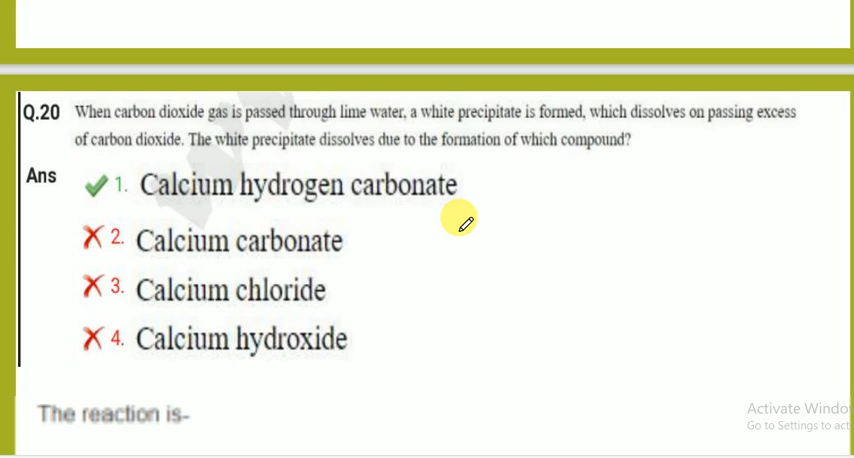 Q.20 When carbon dioxide gas is passed through lime water, a white precipitate is formed, which dissolves on passing excess
of carbon dioxide. The white precipitate dissolves due to the formation of which compound?
Ans 1. Calcium hydrogen carbonate
2. Calcium carbonate
3. Calcium chloride
4. Calcium hydroxide
The reaction is-
Activate Windo
Go to Settings to act